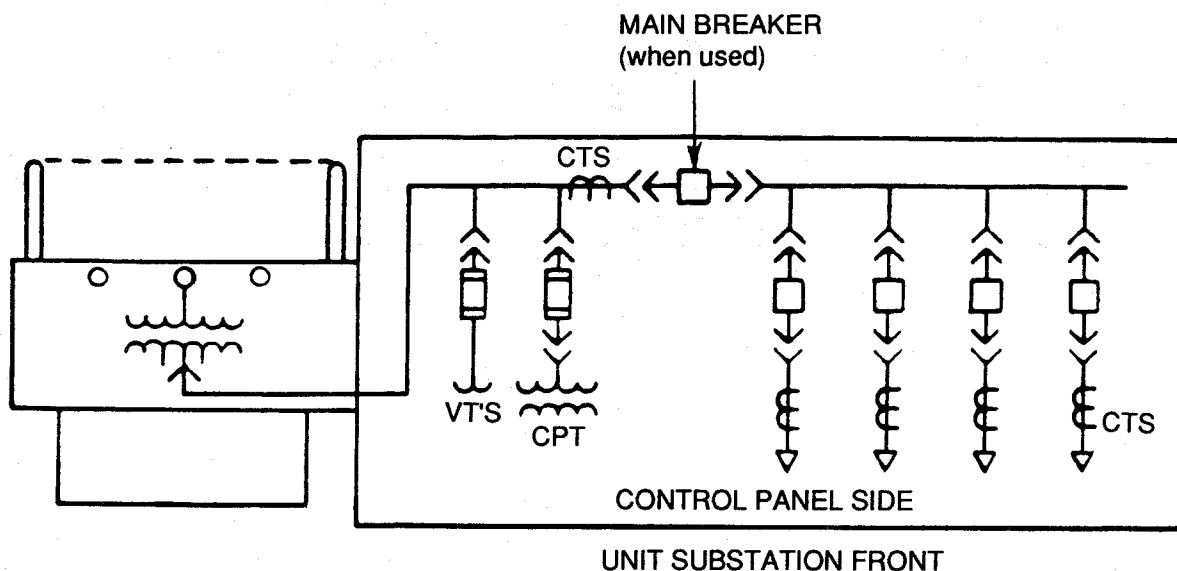 MAIN BREAKER
(when used)
CTS
VT'S
CPT
CTS
CONTROL PANEL SIDE
UNIT SUBSTATION FRONT